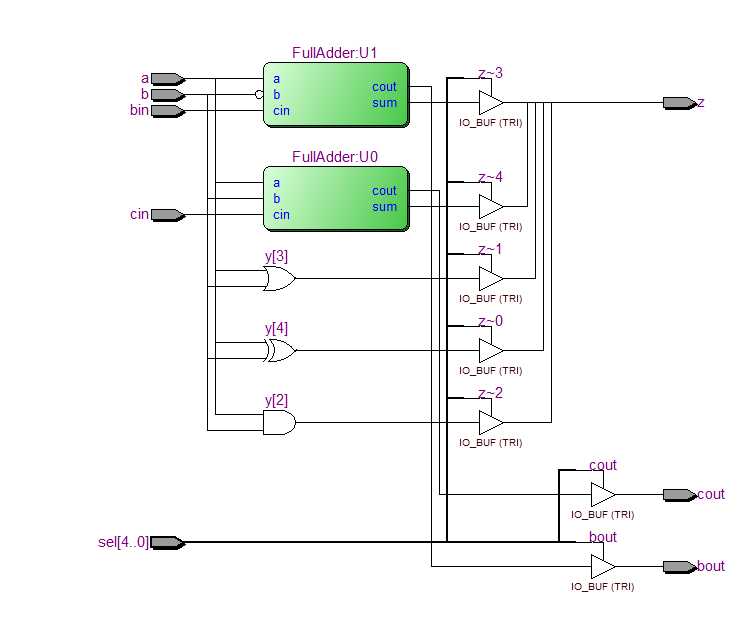 FullAdder:U1
z~3
a
b
bin
a
b
cin
cout
sum
IO_BUF (TRI)
z
FullAdder:U0
z~4
cin
a
b
cin
cout
sum
IO_BUF (TRI)
y[3]
z~1
IO_BUF (TRI)
y[4]
z~0
IO_BUF (TRI)
y[2]
z~2
IO_BUF (TRI)
cout
cout
IO_BUF (TRI)
sel[4..0]
bout
bout
IO_BUF (TRI)